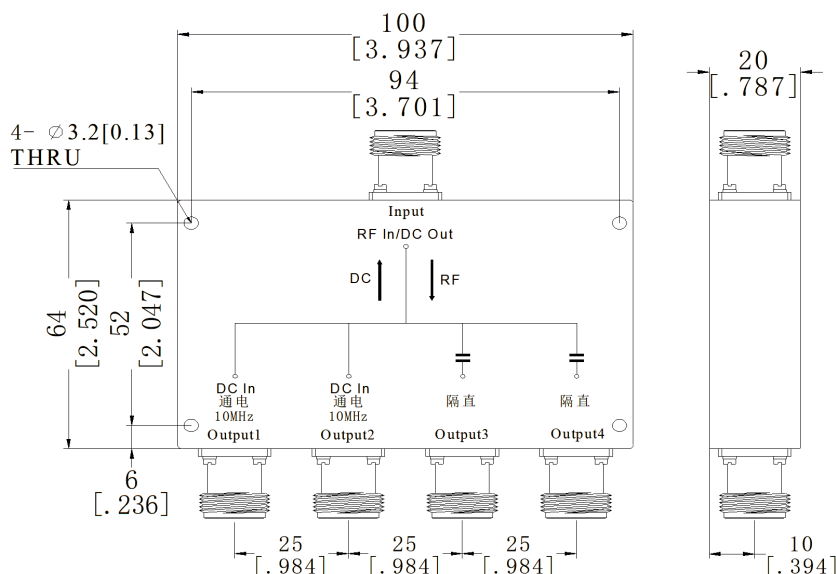 100
[3.937]
94
[3.701]
20
[.787]
4- ∅3.2[0.13]
THRU
Input
RF In/DC Out
DC
RF
64
[2.520]
52
[2.047]
DC In
通电
10MHz
Output1
DC In
通电
10MHz
Output2
隔直
Output3
隔直
Output4
6
[.236]
25
[.984]
25
[.984]
25
[.984]
10
[.394]